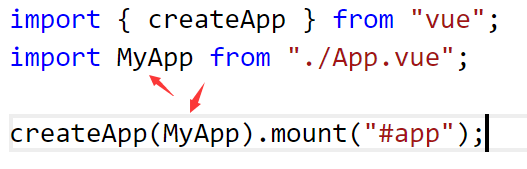 import { createApp } from "vue";
import MyApp from "./App.vue";
createApp(MyApp).mount("#app");